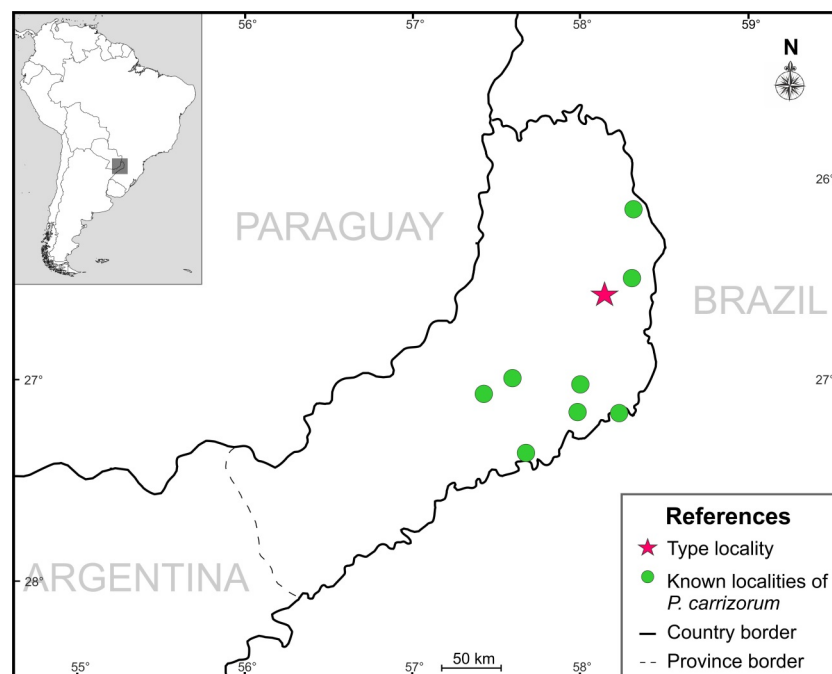 56° 57° 58° 59°
N
26° 26°
PARAGUAY
BRAZIL
27° 27°
References
Type locality
Known localities of
P. carrizorum
Country border
Province border
ARGENTINA
28°
55° 56° 57° 58°
50 km